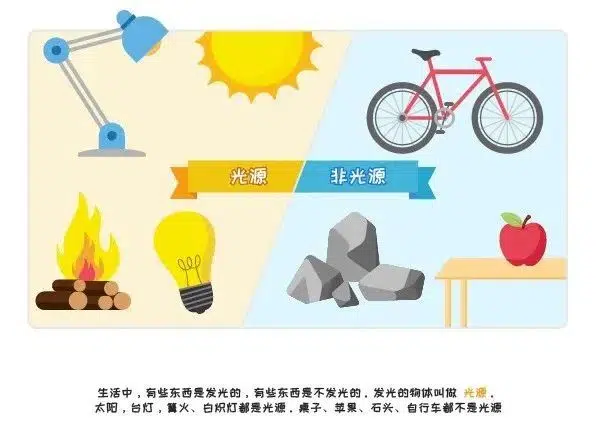 光源
非光源
生活中，有些东西是发光的，有些东西是不发光的，发光的物体叫做 光源，
太阳，台灯，篝火、白炽灯都是光源，桌子、苹果、石头、自行车都不是光源